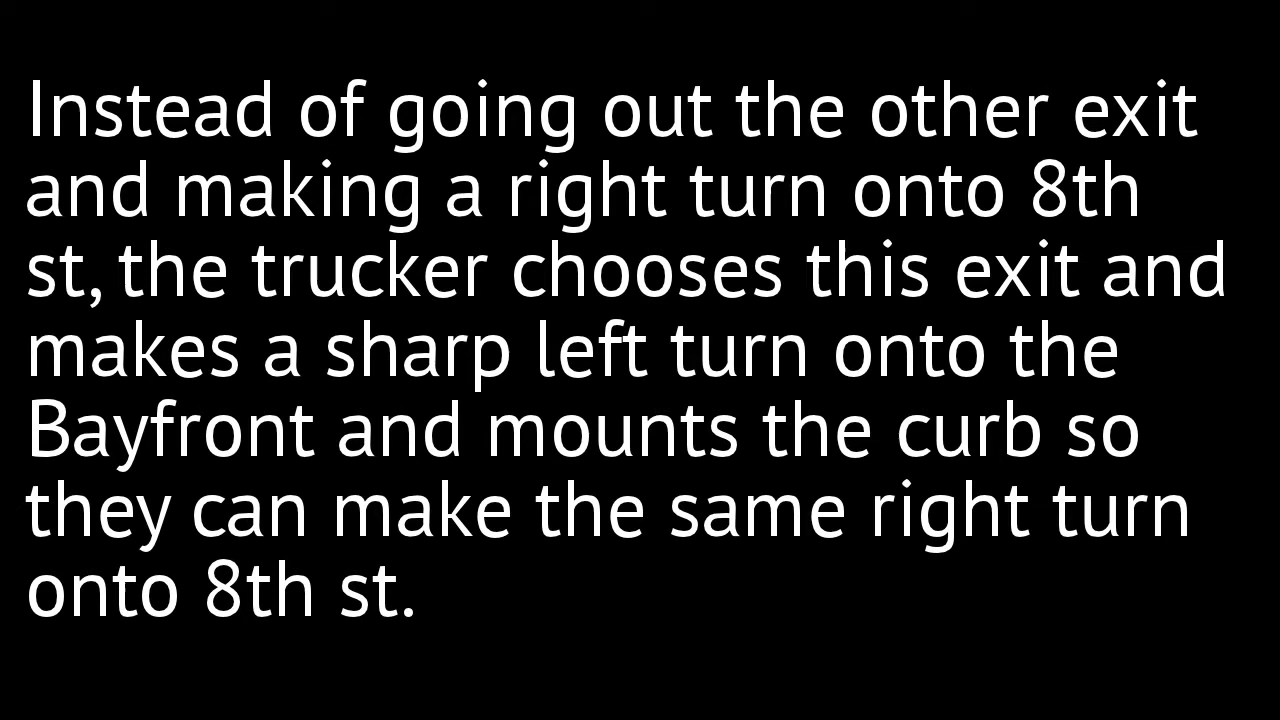 Instead of going out the other exit
and making a right turn onto 8th
st, the trucker chooses this exit and
makes a sharp left turn onto the
Bayfront and mounts the curb so
they can make the same right turn
onto 8th st.